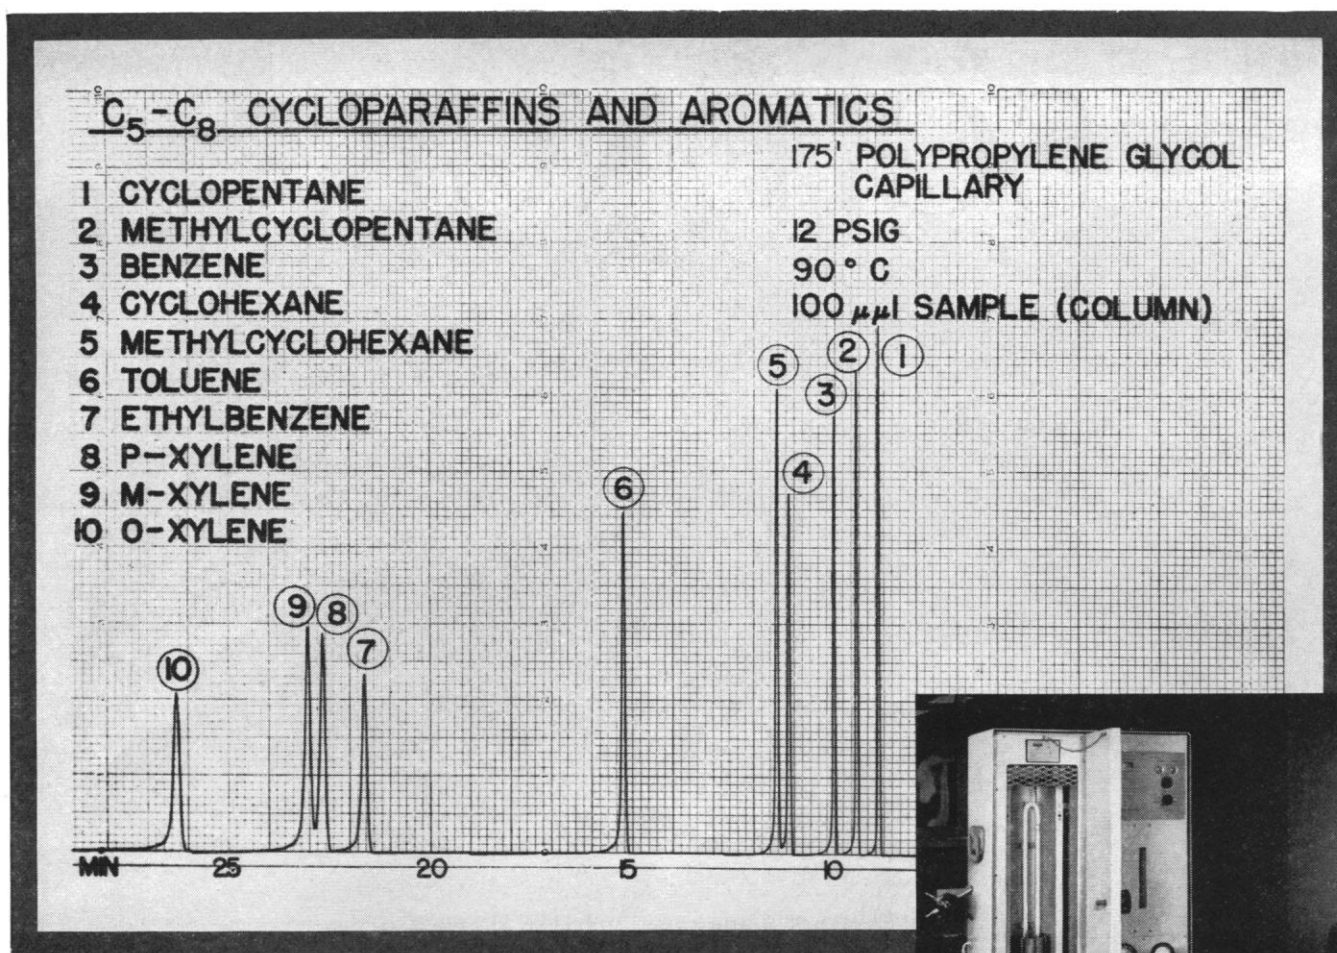 C5-C8 CYCLOPARAFFINS AND AROMATICS
175' POLYPROPYLENE GLYCOL
CAPILLARY
12 PSIG
90° C
100 μμl SAMPLE (COLUMN)
1 CYCLOPENTANE
2 METHYLCYCLOPENTANE
3 BENZENE
4 CYCLOHEXANE
5 METHYLCYCLOHEXANE
6 TOLUENE
7 ETHYLBENZENE
8 P-XYLENE
9 M-XYLENE
10 O-XYLENE
10
9
8
7
6
5
4
3
2
1
MIN 25 20 15 10